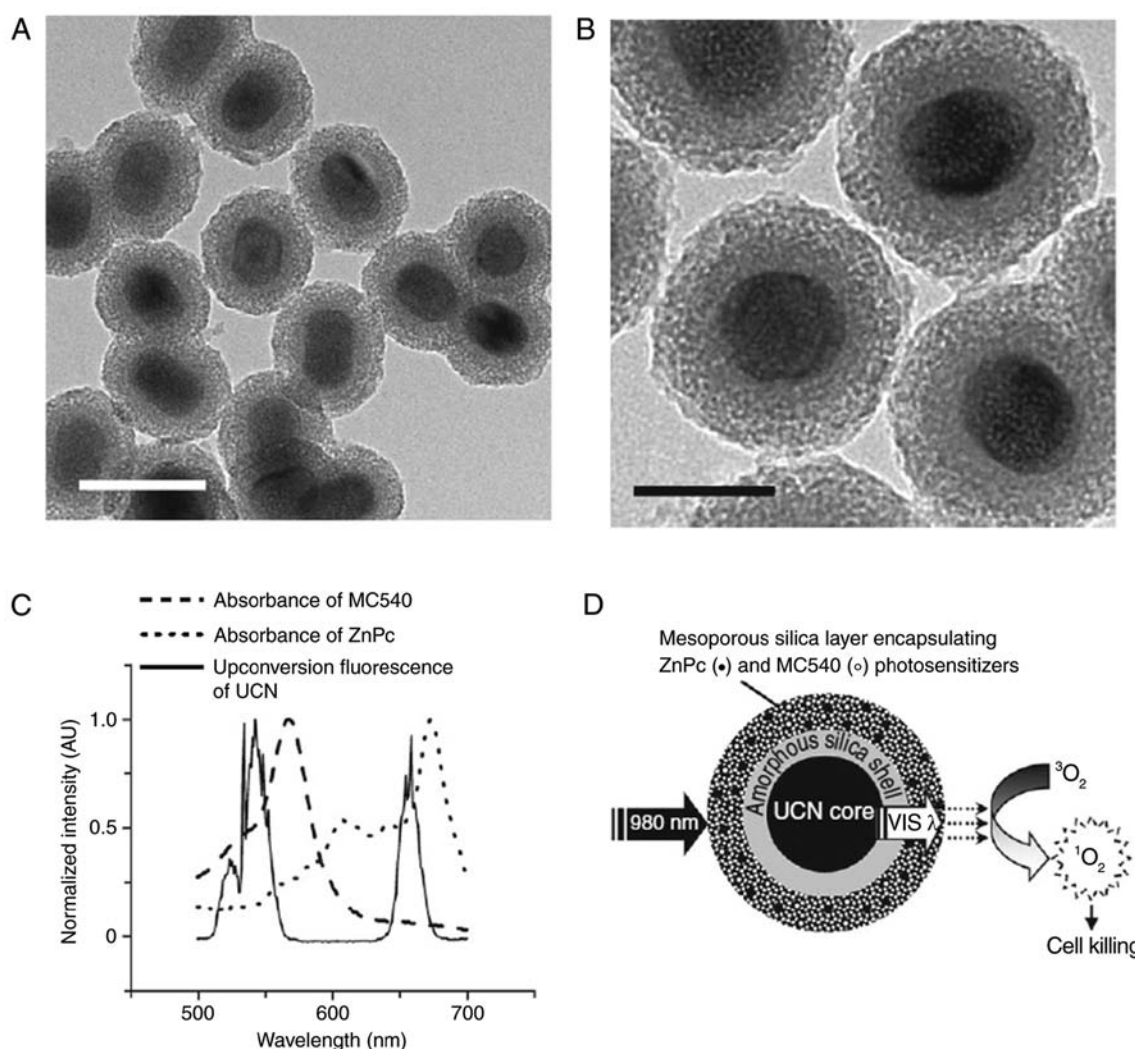 A
B
C
Absorbance of MC540
Absorbance of ZnPc
Upconversion fluorescence
of UCN
1.0
0.5
0
Normalized intensity (AU)
500
600
700
Wavelength (nm)
D
Mesoporous silica layer encapsulating
ZnPc (•) and MC540 (○) photosensitizers
Amorphous silica shell
UCN core
980 nm
VIS λ
³O₂
¹O₂
Cell killing